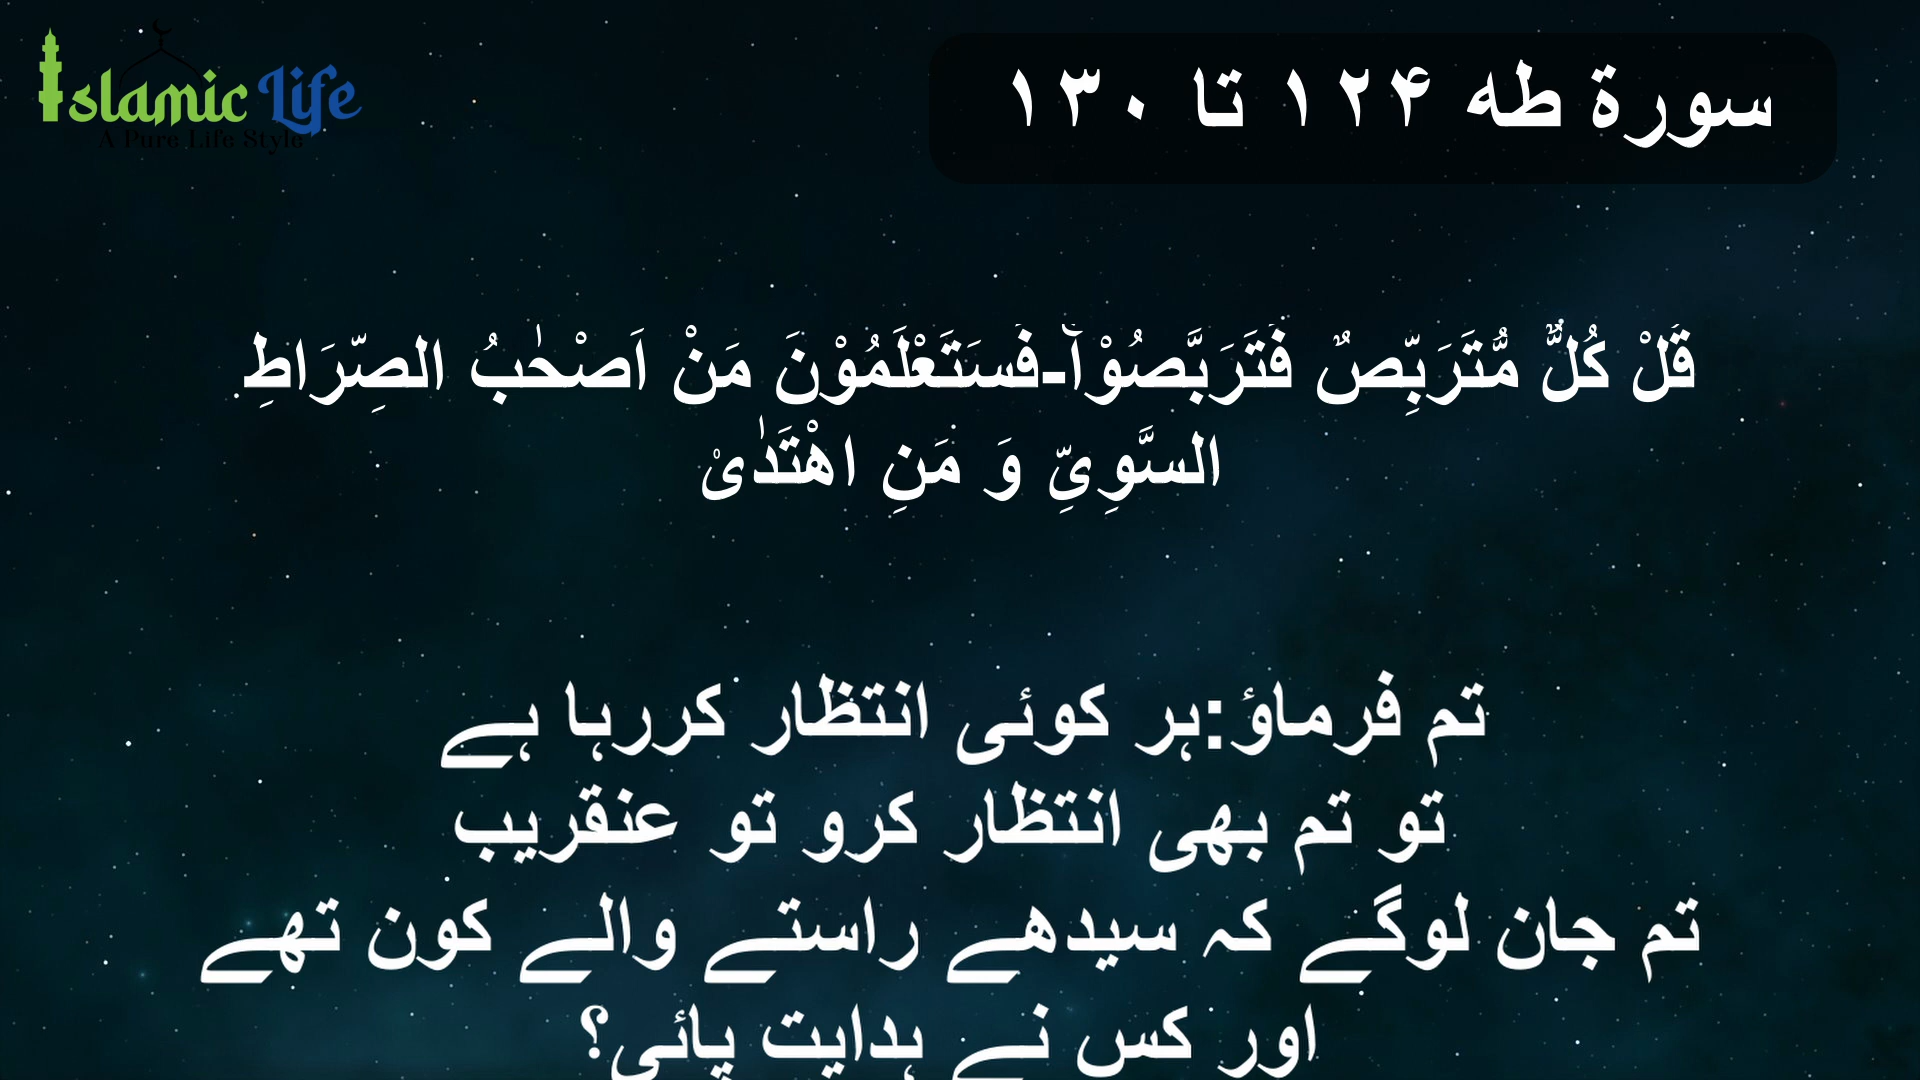 Islamic Life
A Pure Life Style
سورۃ طہ ۱۲۴ تا ۱۳۰
قُلْ كُلٌّ مُّتَرَبِّصٌ فَتَرَبَّصُوْاۤ-فَسَتَعْلَمُوْنَ مَنْ اَصْحٰبُ الصِّرَاطِ
السَّوِیِّ وَ مَنِ اهْتَدٰیْ
تم فرماؤ:ہر کوئی انتظار کررہا ہے
تو تم بھی انتظار کرو تو عنقریب
تم جان لوگے کہ سیدھے راستے والے کون تھے
اور کس نے ہدایت پائی؟